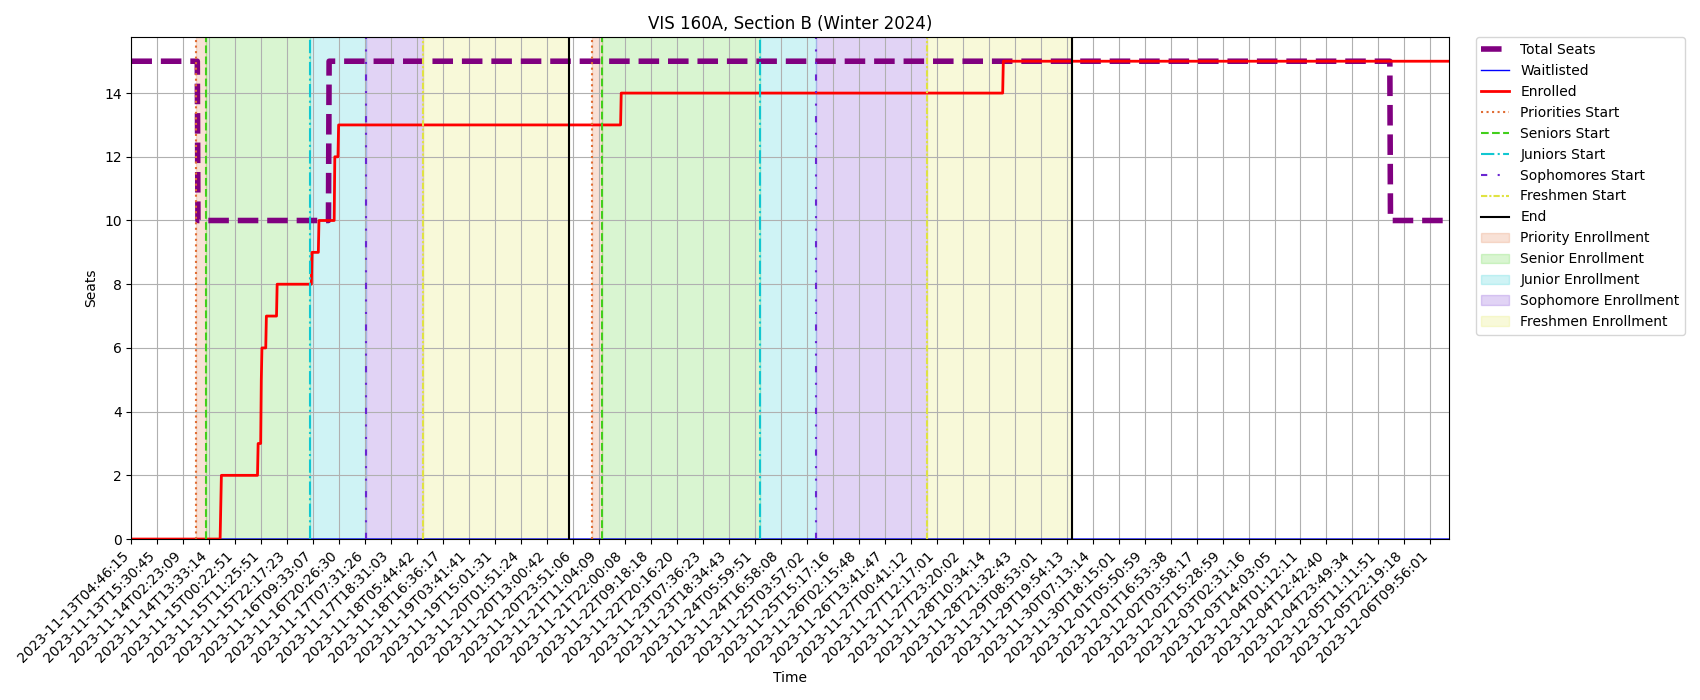 VIS 160A, Section B (Winter 2024)
Seats
14
12
10
8
6
4
2
0
2023-11-13T04:46:15
2023-11-13T15:30:45
2023-11-14T02:23:09
2023-11-14T13:33:14
2023-11-15T00:22:51
2023-11-15T11:25:51
2023-11-15T22:17:23
2023-11-16T09:33:07
2023-11-16T20:26:30
2023-11-17T07:31:26
2023-11-17T18:31:03
2023-11-18T05:44:42
2023-11-18T16:36:17
2023-11-19T03:41:41
2023-11-19T15:01:31
2023-11-20T01:51:24
2023-11-20T13:00:42
2023-11-20T23:51:06
2023-11-21T11:04:09
2023-11-21T22:00:08
2023-11-22T09:18:18
2023-11-22T20:16:20
2023-11-23T07:36:23
2023-11-23T18:34:43
2023-11-24T05:59:51
2023-11-24T16:58:08
2023-11-25T03:57:02
2023-11-25T15:17:16
2023-11-26T02:15:48
2023-11-26T13:41:47
2023-11-27T00:41:12
2023-11-27T12:17:01
2023-11-27T23:20:02
2023-11-28T10:34:14
2023-11-28T21:32:43
2023-11-29T08:53:01
2023-11-29T19:54:13
2023-11-30T07:13:14
2023-11-30T18:15:01
2023-12-01T05:50:59
2023-12-01T16:53:38
2023-12-02T03:58:17
2023-12-02T15:28:59
2023-12-03T02:31:16
2023-12-03T14:03:05
2023-12-04T01:12:11
2023-12-04T12:42:40
2023-12-04T23:49:34
2023-12-05T11:11:51
2023-12-05T22:19:18
2023-12-06T09:56:01
Time
Total Seats
Waitlisted
Enrolled
Priorities Start
Seniors Start
Juniors Start
Sophomores Start
Freshmen Start
End
Priority Enrollment
Senior Enrollment
Junior Enrollment
Sophomore Enrollment
Freshmen Enrollment